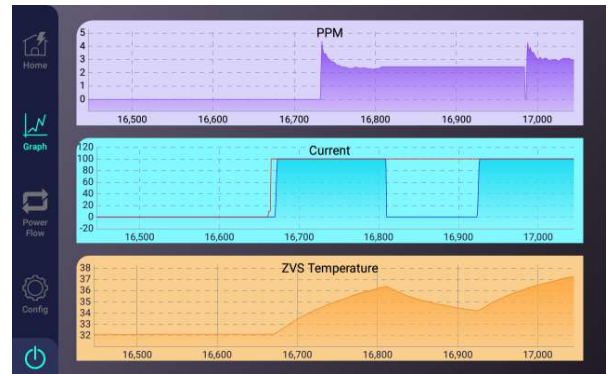 Home
Graph
Power
Flow
Config
PPM
5
4
3
2
1
0
16,500 16,600 16,700 16,800 16,900 17,000
Current
120
100
80
60
40
20
0
-20
16,500 16,600 16,700 16,800 16,900 17,000
ZVS Temperature
38
37
36
35
34
33
32
16,500 16,600 16,700 16,800 16,900 17,000